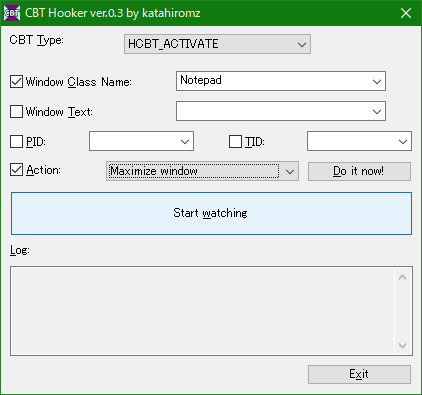 CBT CBT Hooker ver.0.3 by katahiromz
CBT Type: HCBT_ACTIVATE
Window Class Name: Notepad
Window Text:
PID: TID:
Action: Maximize window Do it now!
Start watching
Log:
Exit